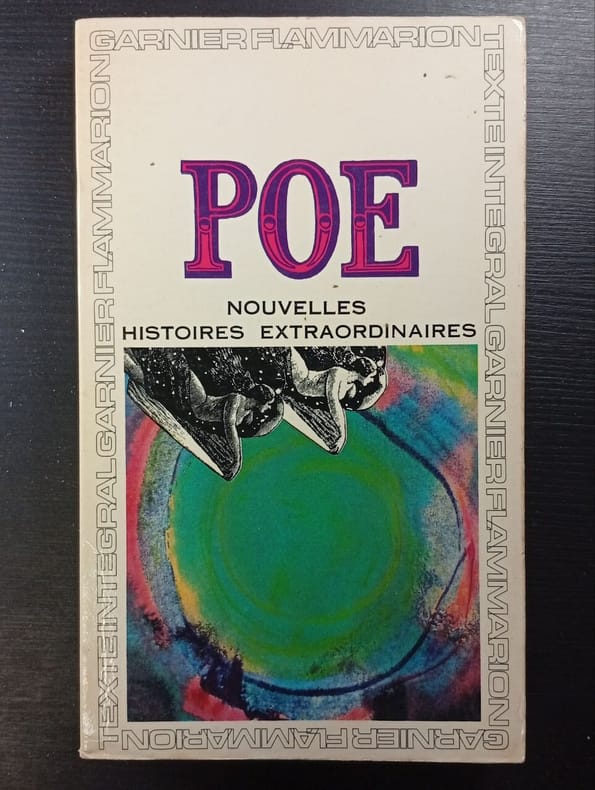 GARNIER FLAMMARION
TEXTE INTEGRAL GARNIER FLAMMARION
POE
NOUVELLES
HISTOIRES EXTRAORDINAIRES
TEXTE INTEGRAL GARNIER FLAMMARION
GARNIER FLAMMARION